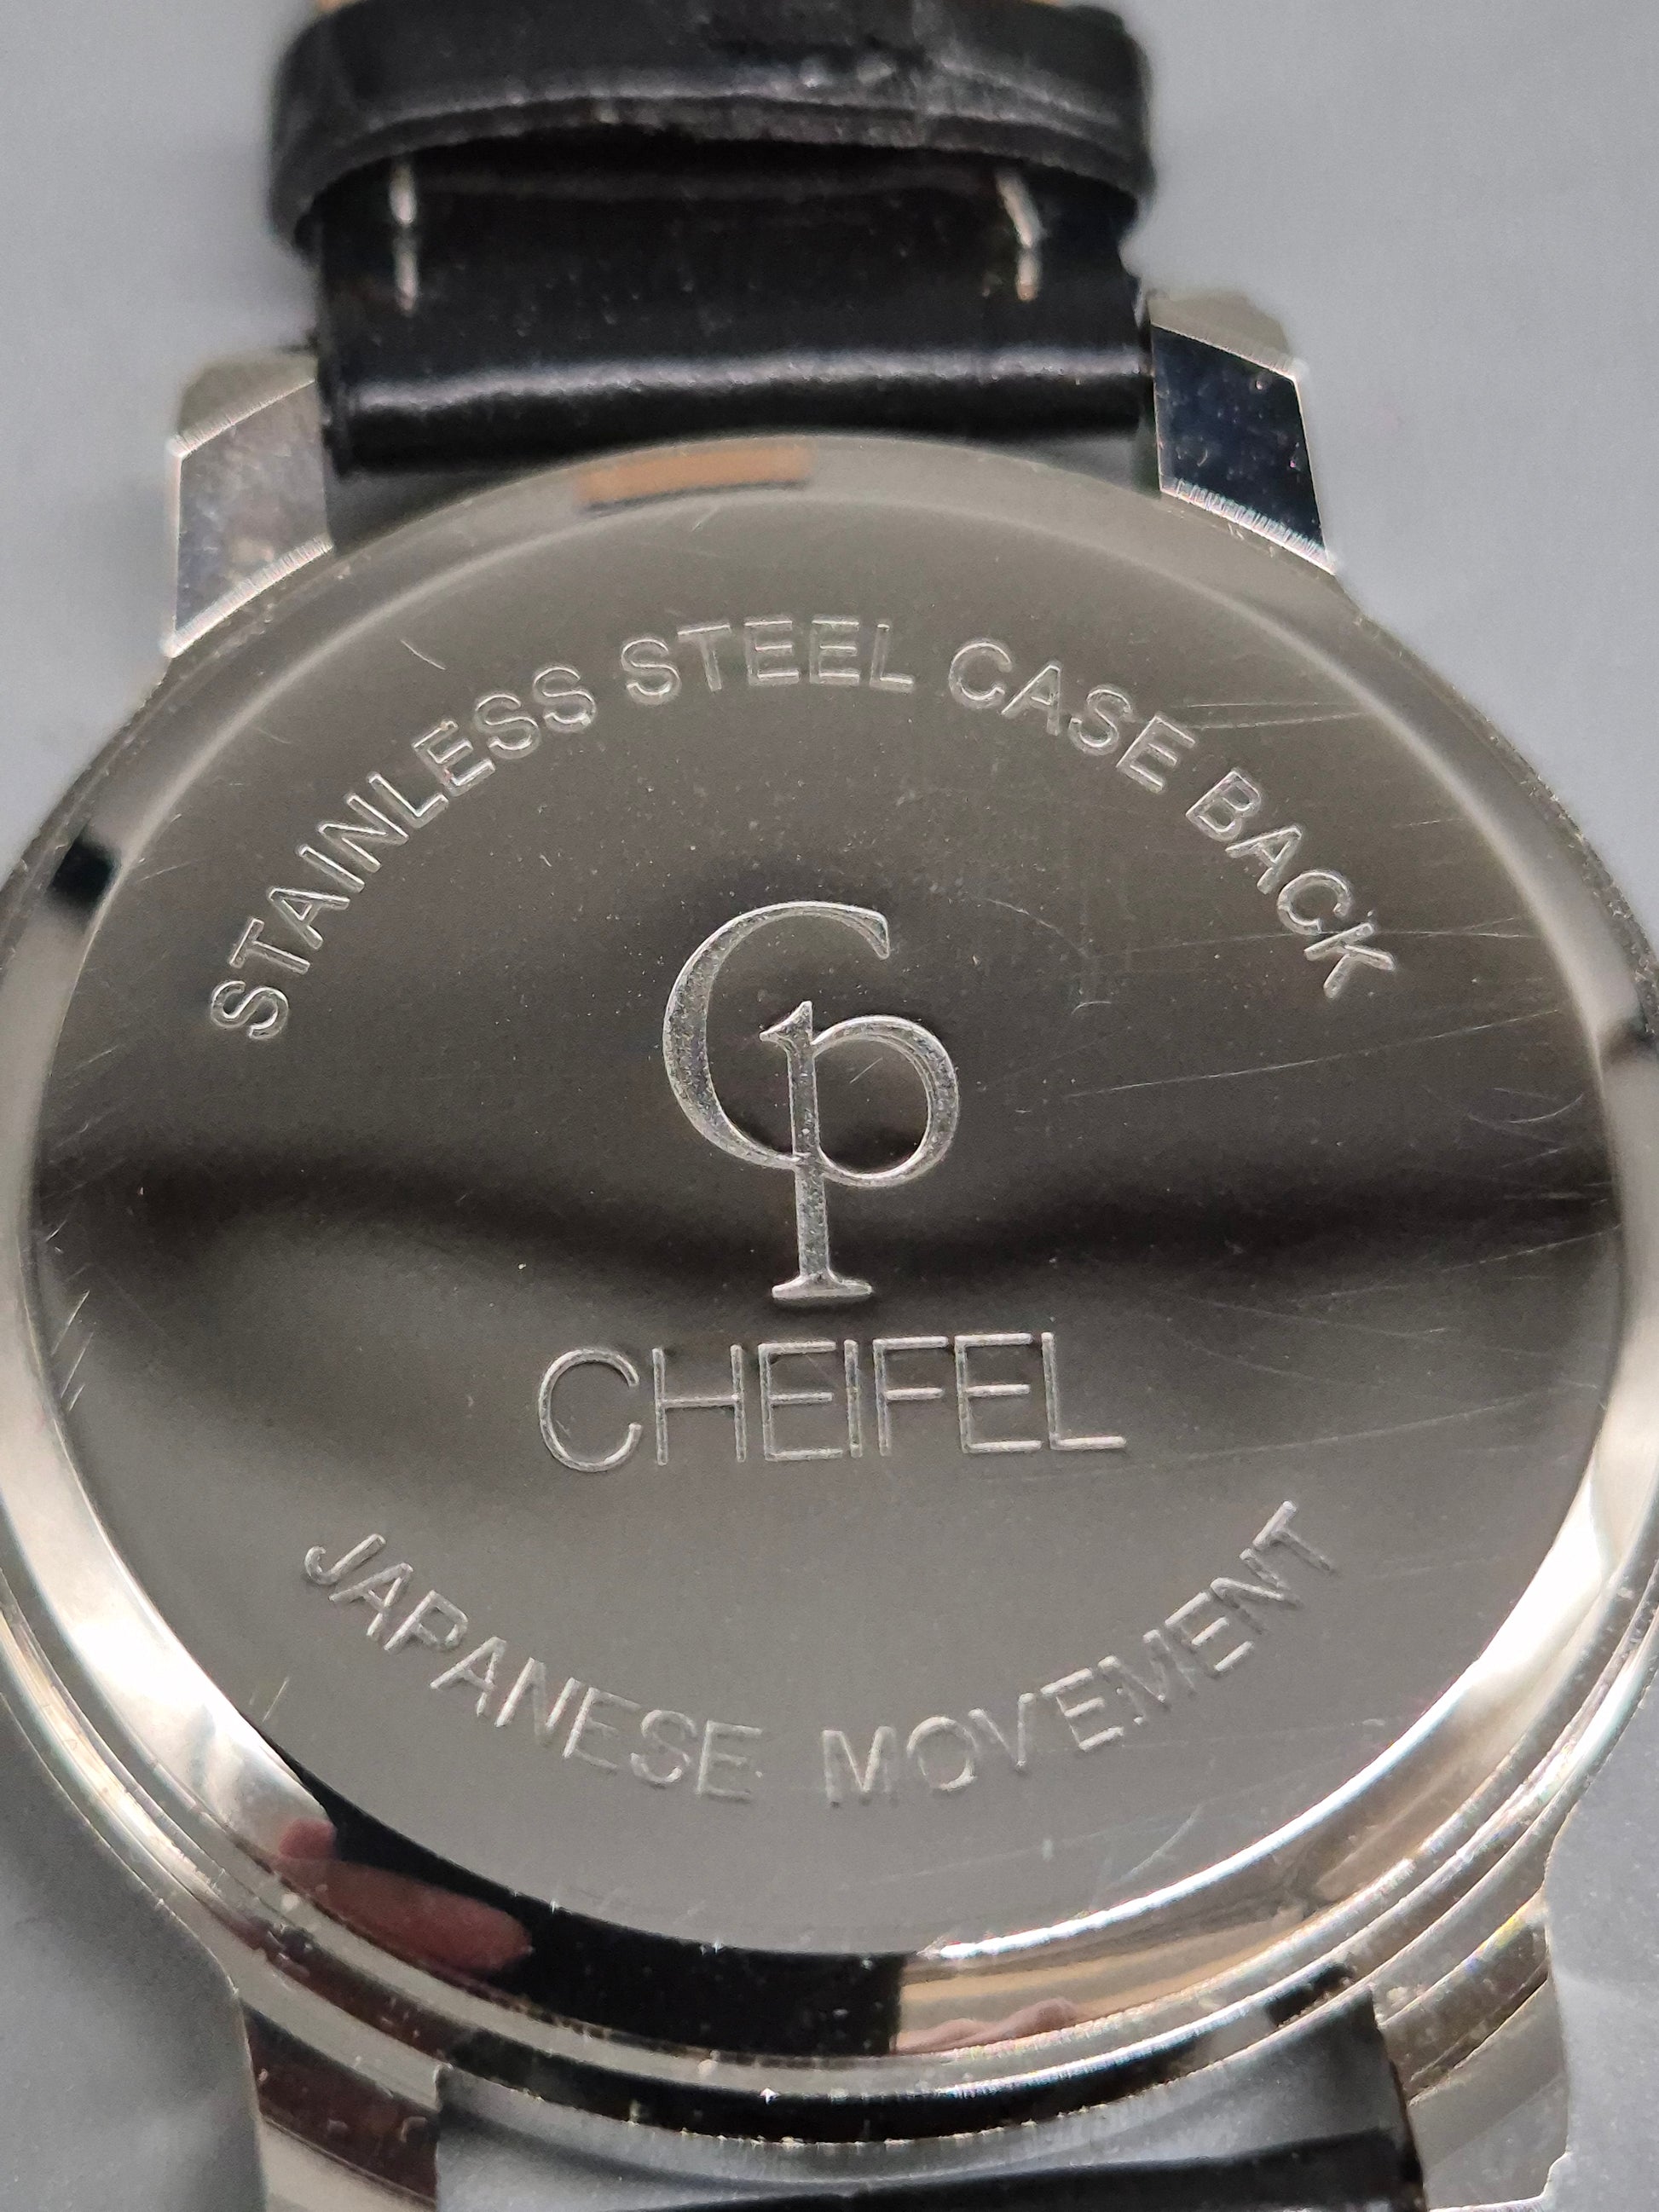 STAINLESS STEEL CASE BACK
Cp
CHEIFEL
JAPANESE MOVEMENT